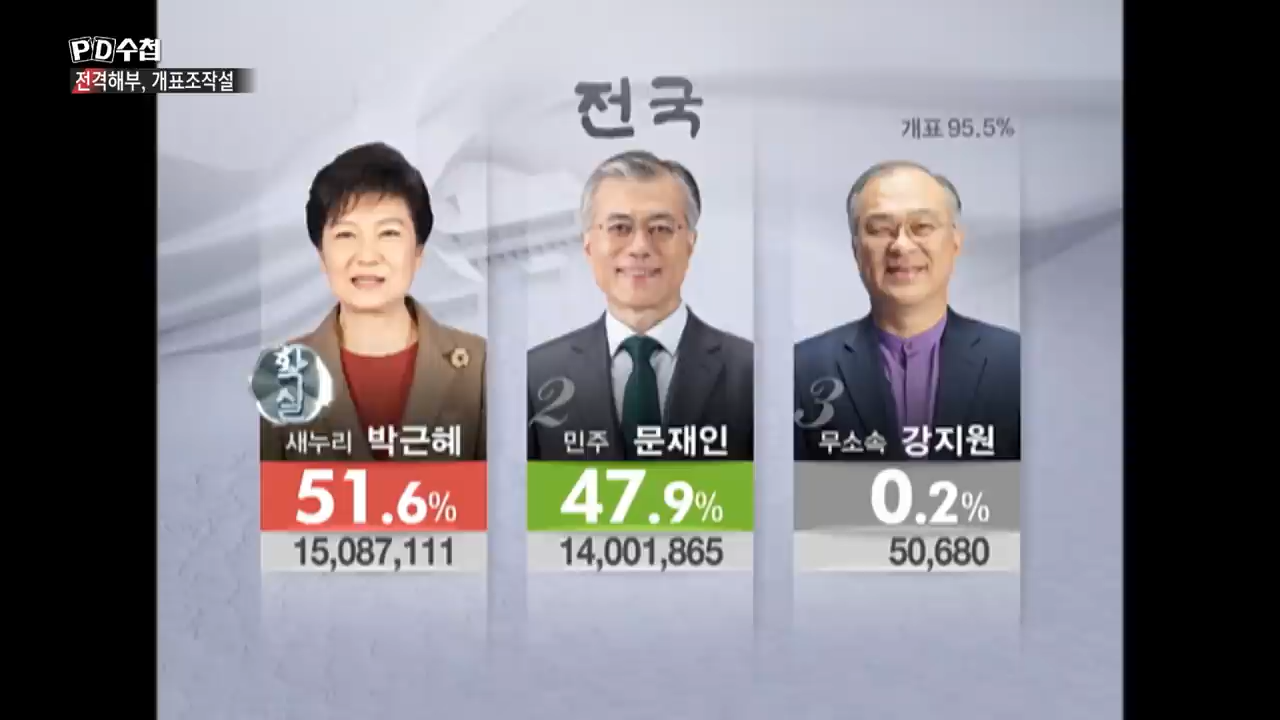 PD수첩
전격해부, 개표조작설
전국
개표 95.5%
확실
새누리 박근혜
51.6%
15,087,111
2
민주 문재인
47.9%
14,001,865
3
무소속 강지원
0.2%
50,680